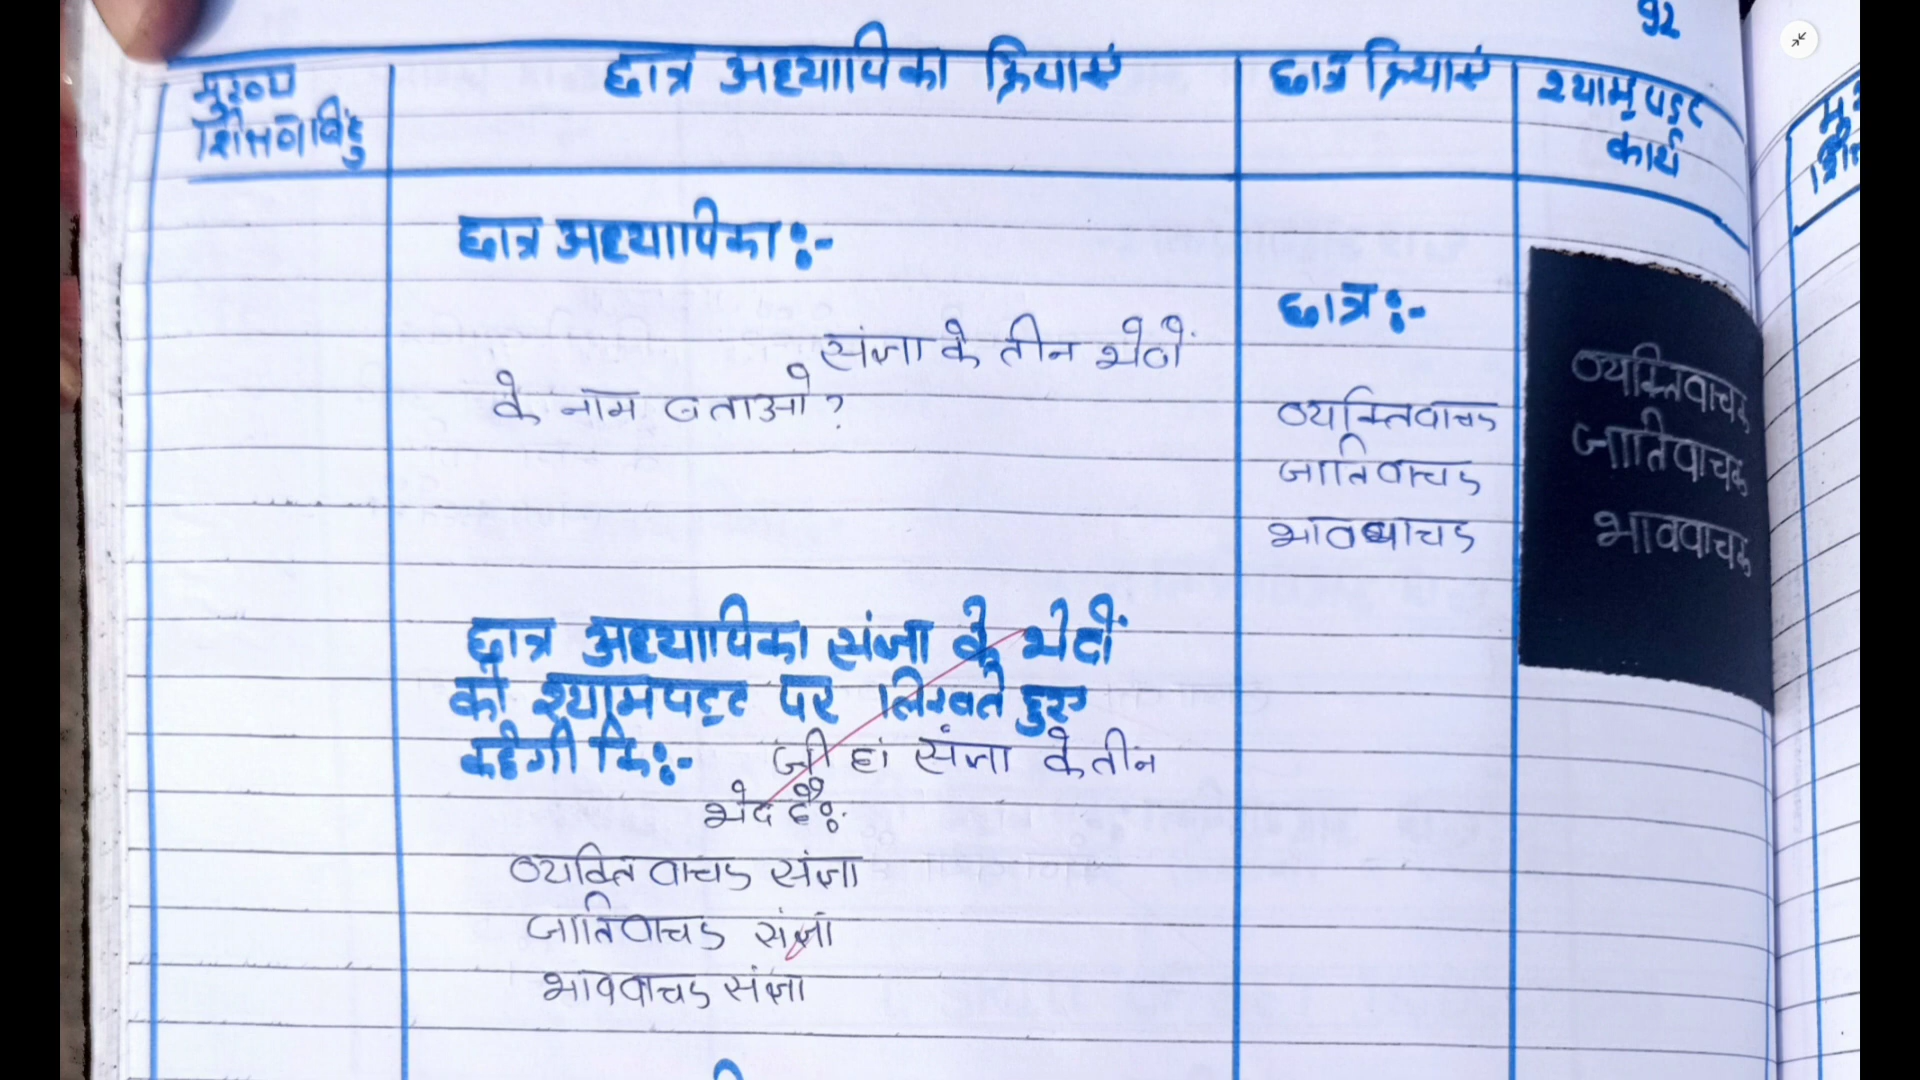 92
मुख्य
शिक्षण बिंदु
छात्र अध्यापिका क्रियाएं
छात्र क्रियाएं
श्यामपट्ट
कार्य
छात्र अध्यापिका:-
संज्ञा के तीन भेदों
के नाम बताओ?
छात्र:-
व्यक्तिवाचक
जातिवाचक
भाववाचक
व्यक्तिवाचक
जातिवाचक
भाववाचक
छात्र अध्यापिका संज्ञा के भेदों
को श्यामपट्ट पर लिखते हुए
कहेगी कि:- जी हां संज्ञा के तीन
भेद हैं:-
व्यक्ति वाचक संज्ञा
जातिवाचक संज्ञा
भाववाचक संज्ञा